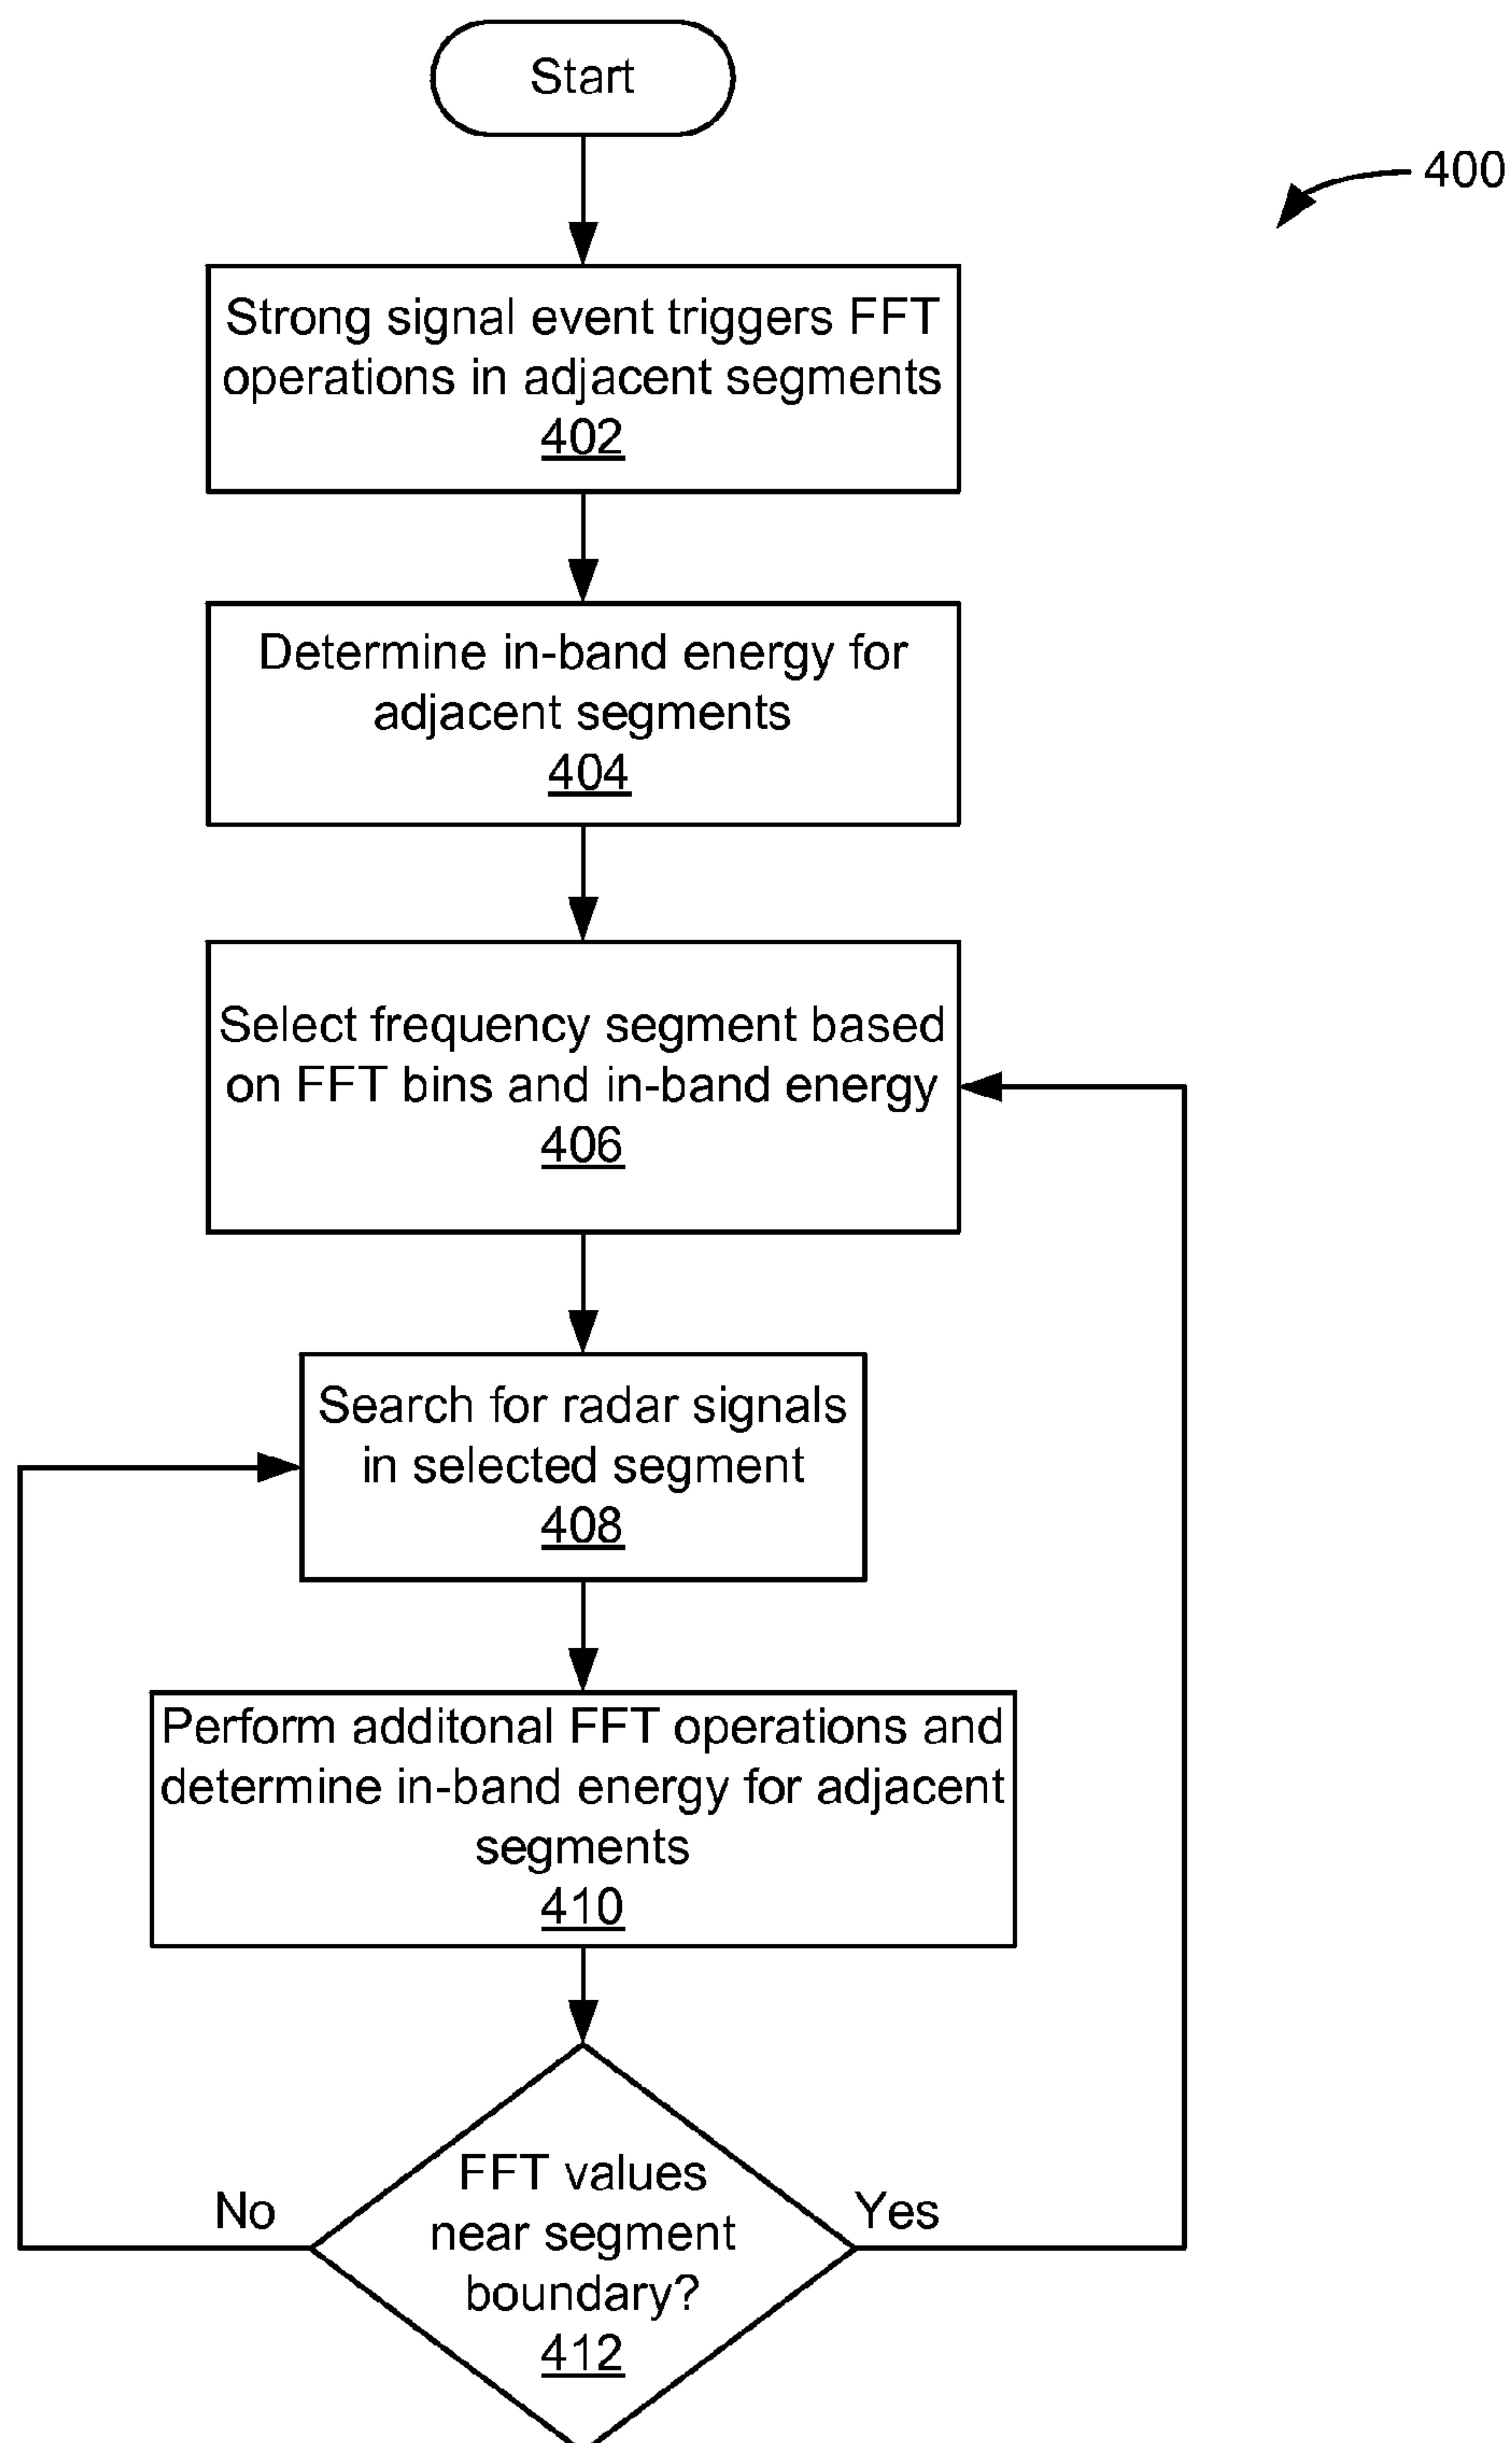 Start
400
Strong signal event triggers FFT
operations in adjacent segments
402
Determine in-band energy for
adjacent segments
404
Select frequency segment based
on FFT bins and in-band energy
406
Search for radar signals
in selected segment
408
Perform additonal FFT operations and
determine in-band energy for adjacent
segments
410
FFT values
near segment
boundary?
412
No
Yes